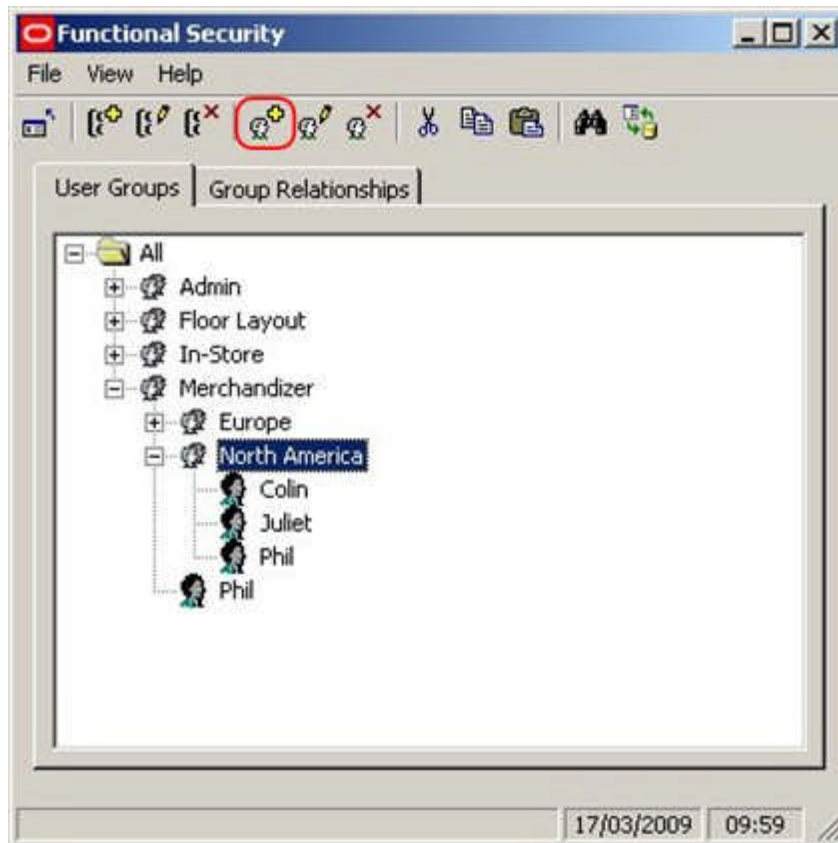 Functional Security
File View Help
User Groups Group Relationships
All
Admin
Floor Layout
In-Store
Merchandizer
Europe
North America
Colin
Juliet
Phil
Phil
17/03/2009 09:59